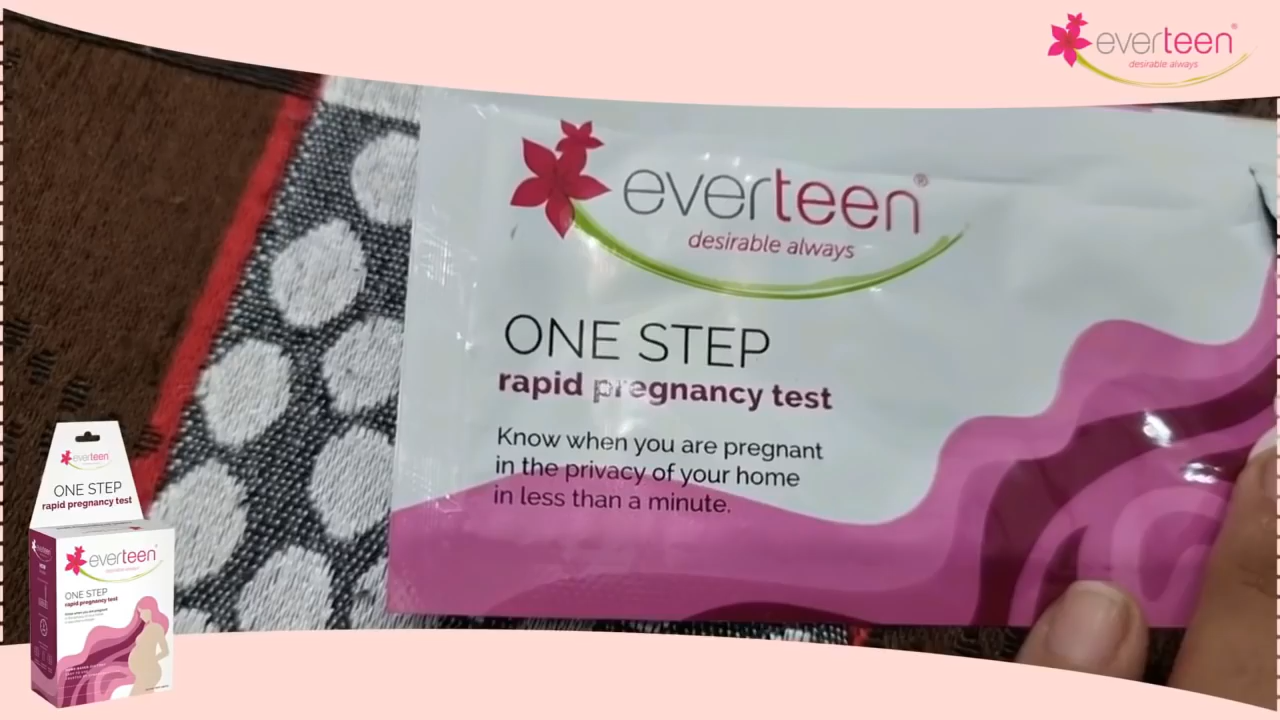 everteen®
desirable always
everteen®
desirable always
ONE STEP
rapid pregnancy test
Know when you are pregnant
in the privacy of your home
in less than a minute.
everteen
ONE STEP
rapid pregnancy test
everteen
ONE STEP
rapid pregnancy test